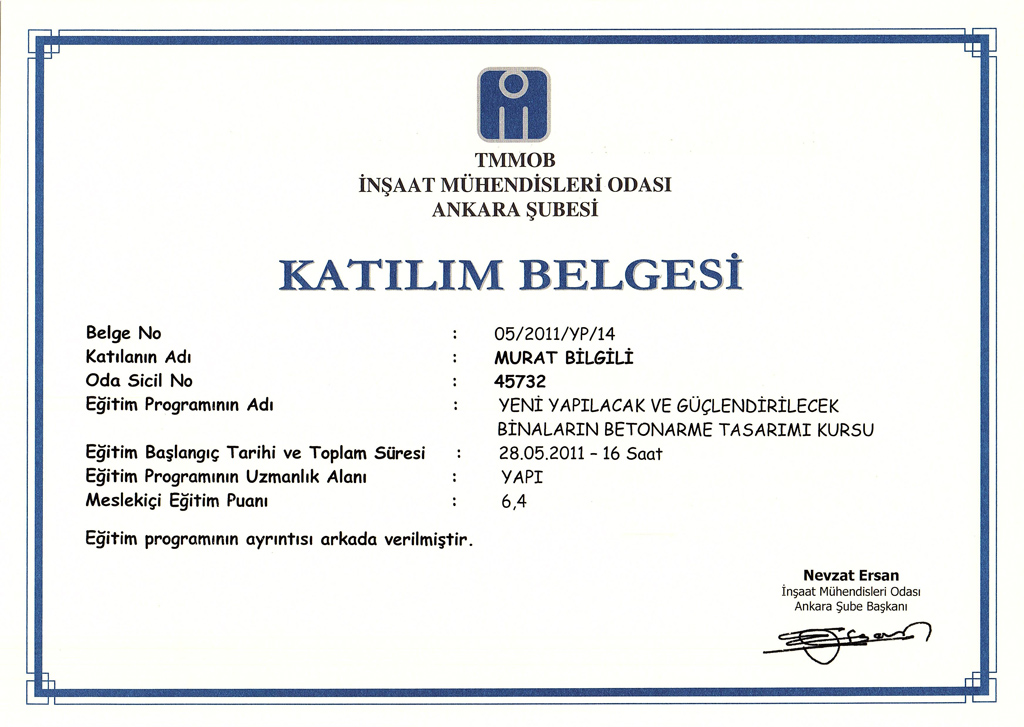 TMMOB
İNŞAAT MÜHENDİSLERİ ODASI
ANKARA ŞUBESİ
KATILIM BELGESİ
Belge No : 05/2011/YP/14
Katılanın Adı : MURAT BİLGİLİ
Oda Sicil No : 45732
Eğitim Programının Adı : YENİ YAPILACAK VE GÜÇLENDİRİLECEK
BİNALARIN BETONARME TASARIMI KURSU
Eğitim Başlangıç Tarihi ve Toplam Süresi : 28.05.2011 – 16 Saat
Eğitim Programının Uzmanlık Alanı : YAPI
Meslekiçi Eğitim Puanı : 6,4
Eğitim programının ayrıntısı arkada verilmiştir.
Nevzat Ersan
İnşaat Mühendisleri Odası
Ankara Şube Başkanı